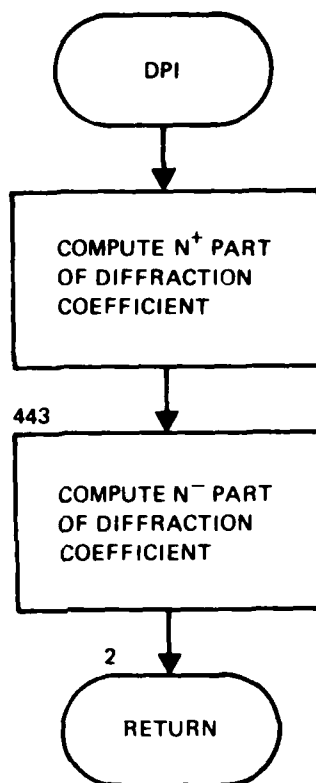 DPI
COMPUTE N⁺ PART
OF DIFFRACTION
COEFFICIENT
443
COMPUTE N⁻ PART
OF DIFFRACTION
COEFFICIENT
2
RETURN